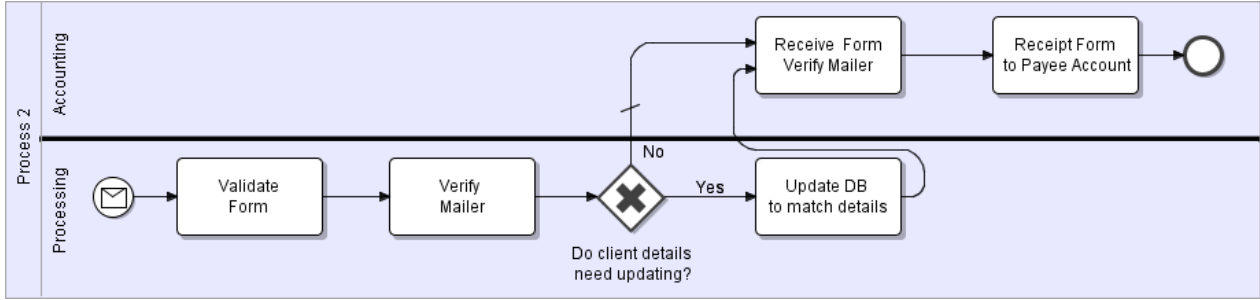 Process 2
Accounting
Receive  Form
Verify Mailer
Receipt Form
to Payee Account
Processing
Validate
Form
Verify
Mailer
No
Do client details
need updating?
Yes
Update DB
to match details